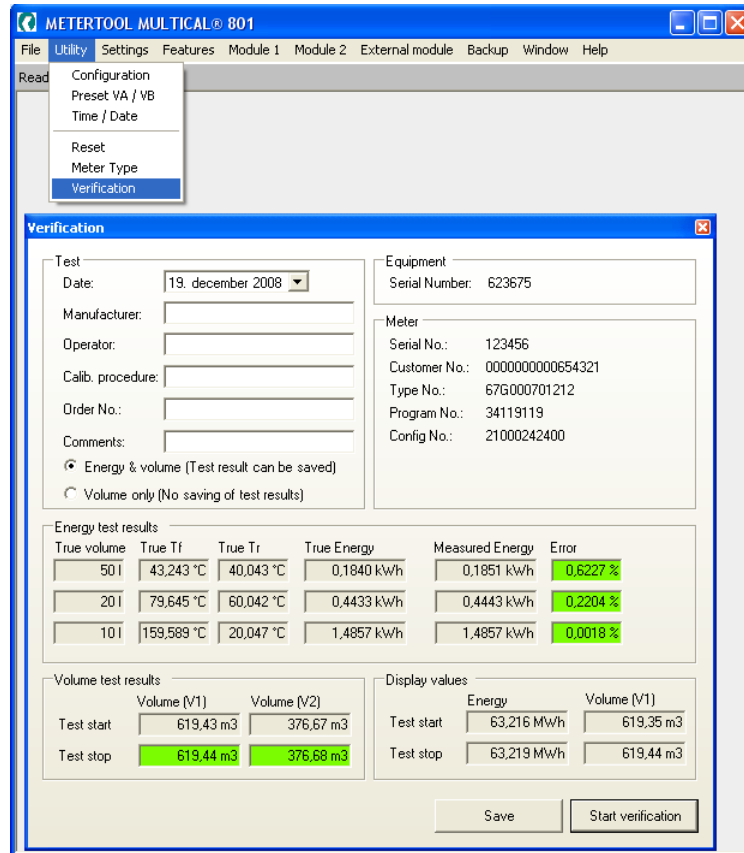 METERTOOL MULTICAL® 801
File Utility Settings Features Module 1 Module 2 External module Backup Window Help
Read
Configuration
Preset VA / VB
Time / Date
Reset
Meter Type
Verification
Verification
Test
Date: 19. december 2008
Manufacturer:
Operator:
Calib. procedure:
Order No.:
Comments:
Energy & volume (Test result can be saved)
Volume only (No saving of test results)
Equipment
Serial Number: 623675
Meter
Serial No.: 123456
Customer No.: 0000000000654321
Type No.: 67G000701212
Program No.: 34119119
Config No.: 21000242400
Energy test results
True volume True Tf True Tr True Energy Measured Energy Error
50 l 43,243 °C 40,043 °C 0,1840 kWh 0,1851 kWh 0,6227 %
20 l 79,645 °C 60,042 °C 0,4433 kWh 0,4443 kWh 0,2204 %
10 l 159,589 °C 20,047 °C 1,4857 kWh 1,4857 kWh 0,0018 %
Volume test results
Volume (V1) Volume (V2)
Test start 619,43 m3 376,67 m3
Test stop 619,44 m3 376,68 m3
Display values
Energy Volume (V1)
Test start 63,216 MWh 619,35 m3
Test stop 63,219 MWh 619,44 m3
Save Start verification